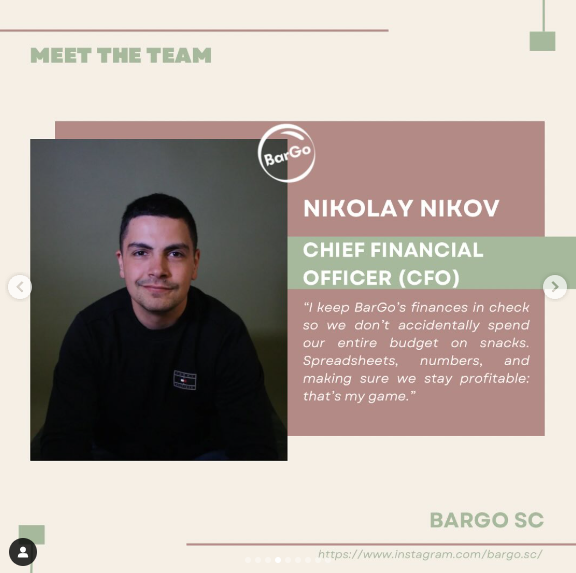 MEET THE TEAM
BarGo
NIKOLAY NIKOV
CHIEF FINANCIAL
OFFICER (CFO)
“I keep BarGo’s finances in check
so we don’t accidentally spend
our entire budget on snacks.
Spreadsheets, numbers, and
making sure we stay profitable:
that’s my game.”
BARGO SC
https://www.instagram.com/bargo.sc/